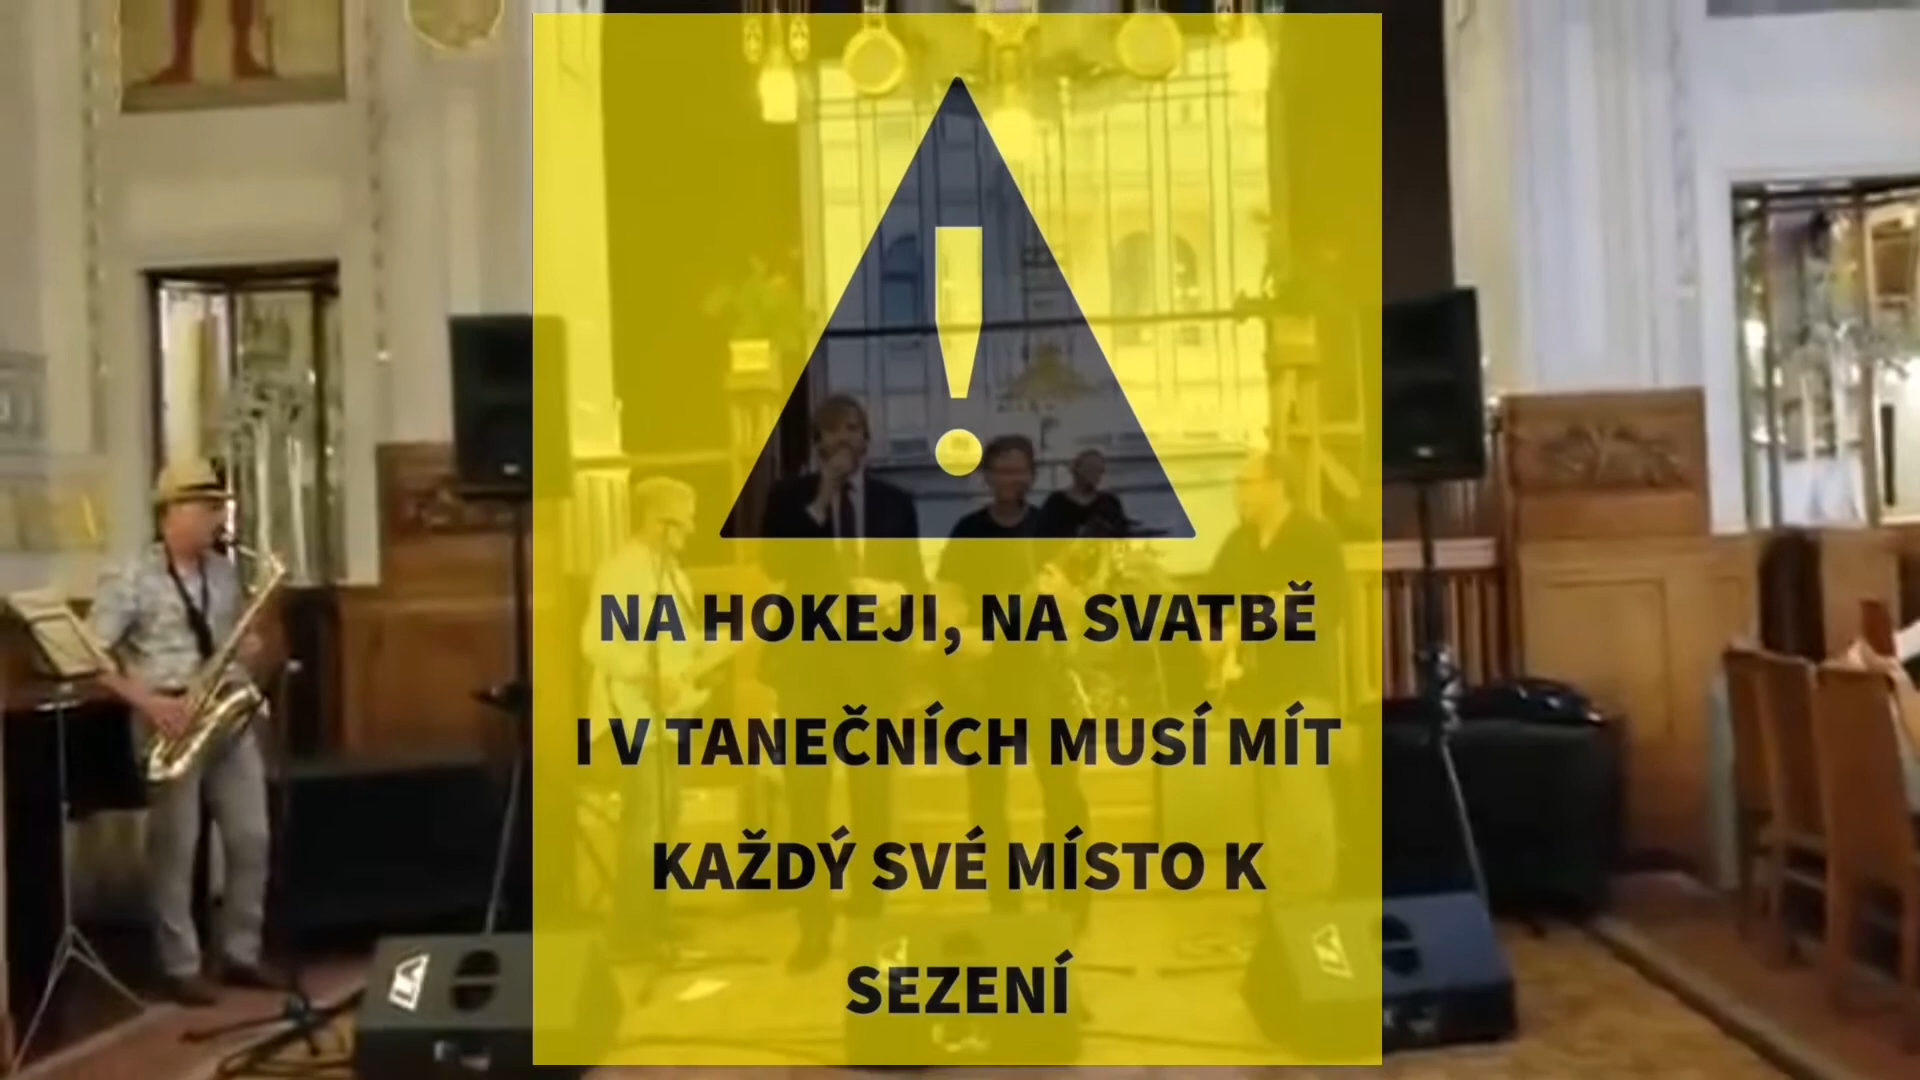 NA HOKEJI, NA SVATBĚ
I V TANEČNÍCH MUSÍ MÍT
KAŽDÝ SVÉ MÍSTO K
SEZENÍ